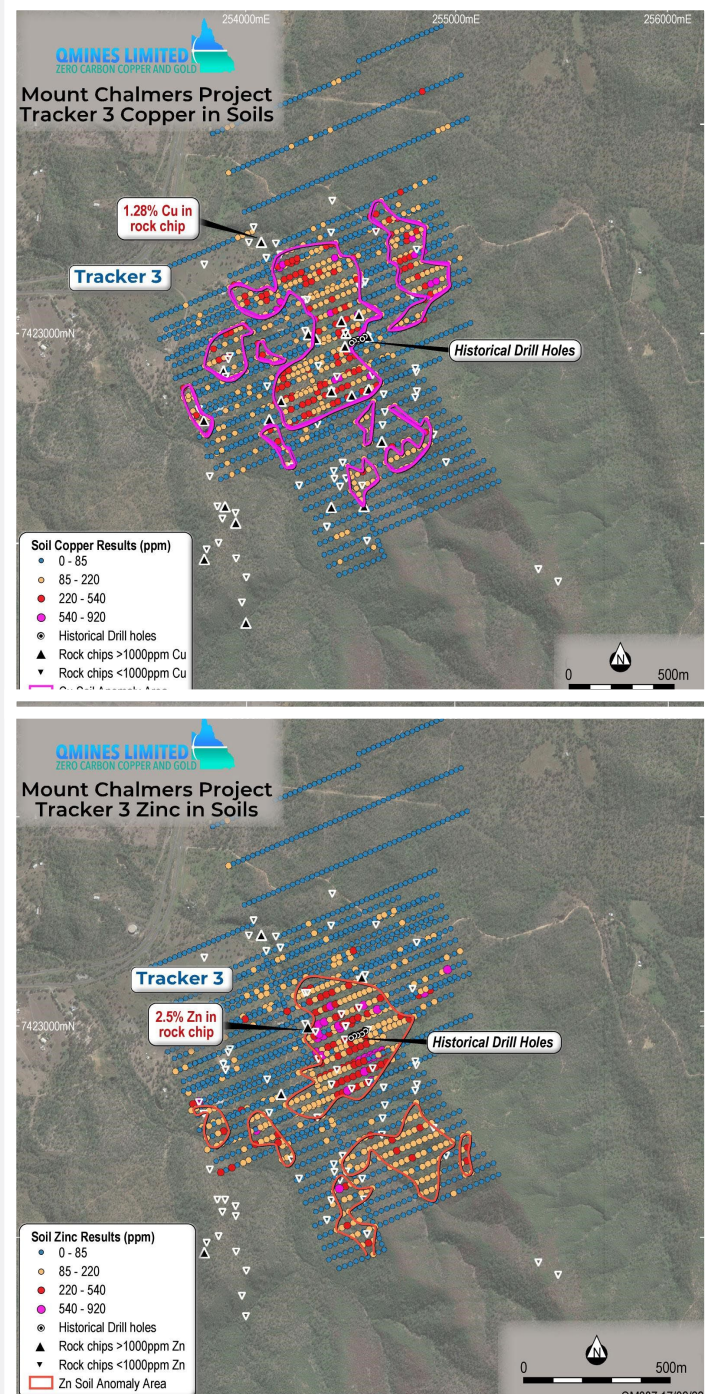 254000mE
255000mE
256000mE
QMINES LIMITED
ZERO CARBON COPPER AND GOLD
Mount Chalmers Project
Tracker 3 Copper in Soils
1.28% Cu in
rock chip
Tracker 3
7423000mN
Historical Drill Holes
Soil Copper Results (ppm)
0 - 85
85 - 220
220 - 540
540 - 920
Historical Drill holes
Rock chips >1000ppm Cu
Rock chips <1000ppm Cu
Cu Soil Anomaly Area
N
0
500m
QMINES LIMITED
ZERO CARBON COPPER AND GOLD
Mount Chalmers Project
Tracker 3 Zinc in Soils
Tracker 3
2.5% Zn in
rock chip
7423000mN
Historical Drill Holes
Soil Zinc Results (ppm)
0 - 85
85 - 220
220 - 540
540 - 920
Historical Drill holes
Rock chips >1000ppm Zn
Rock chips <1000ppm Zn
Zn Soil Anomaly Area
N
0
500m